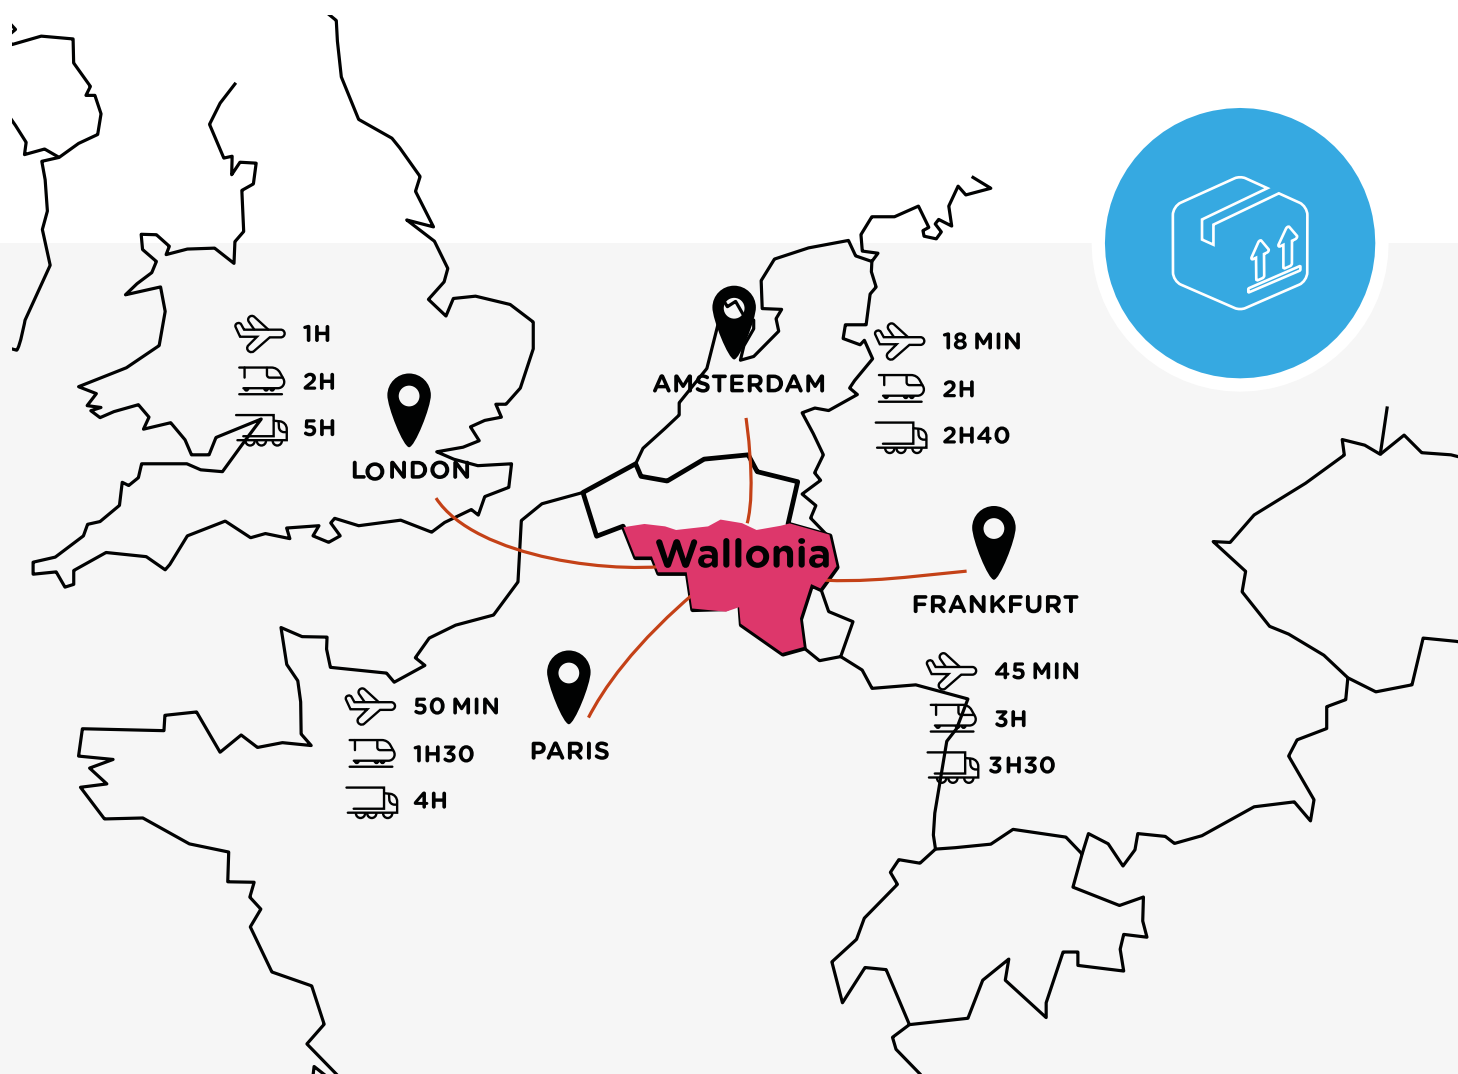 1H
2H
5H
LONDON
AMSTERDAM
18 MIN
2H
2H40
Wallonia
FRANKFURT
45 MIN
3H
3H30
50 MIN
1H30
4H
PARIS